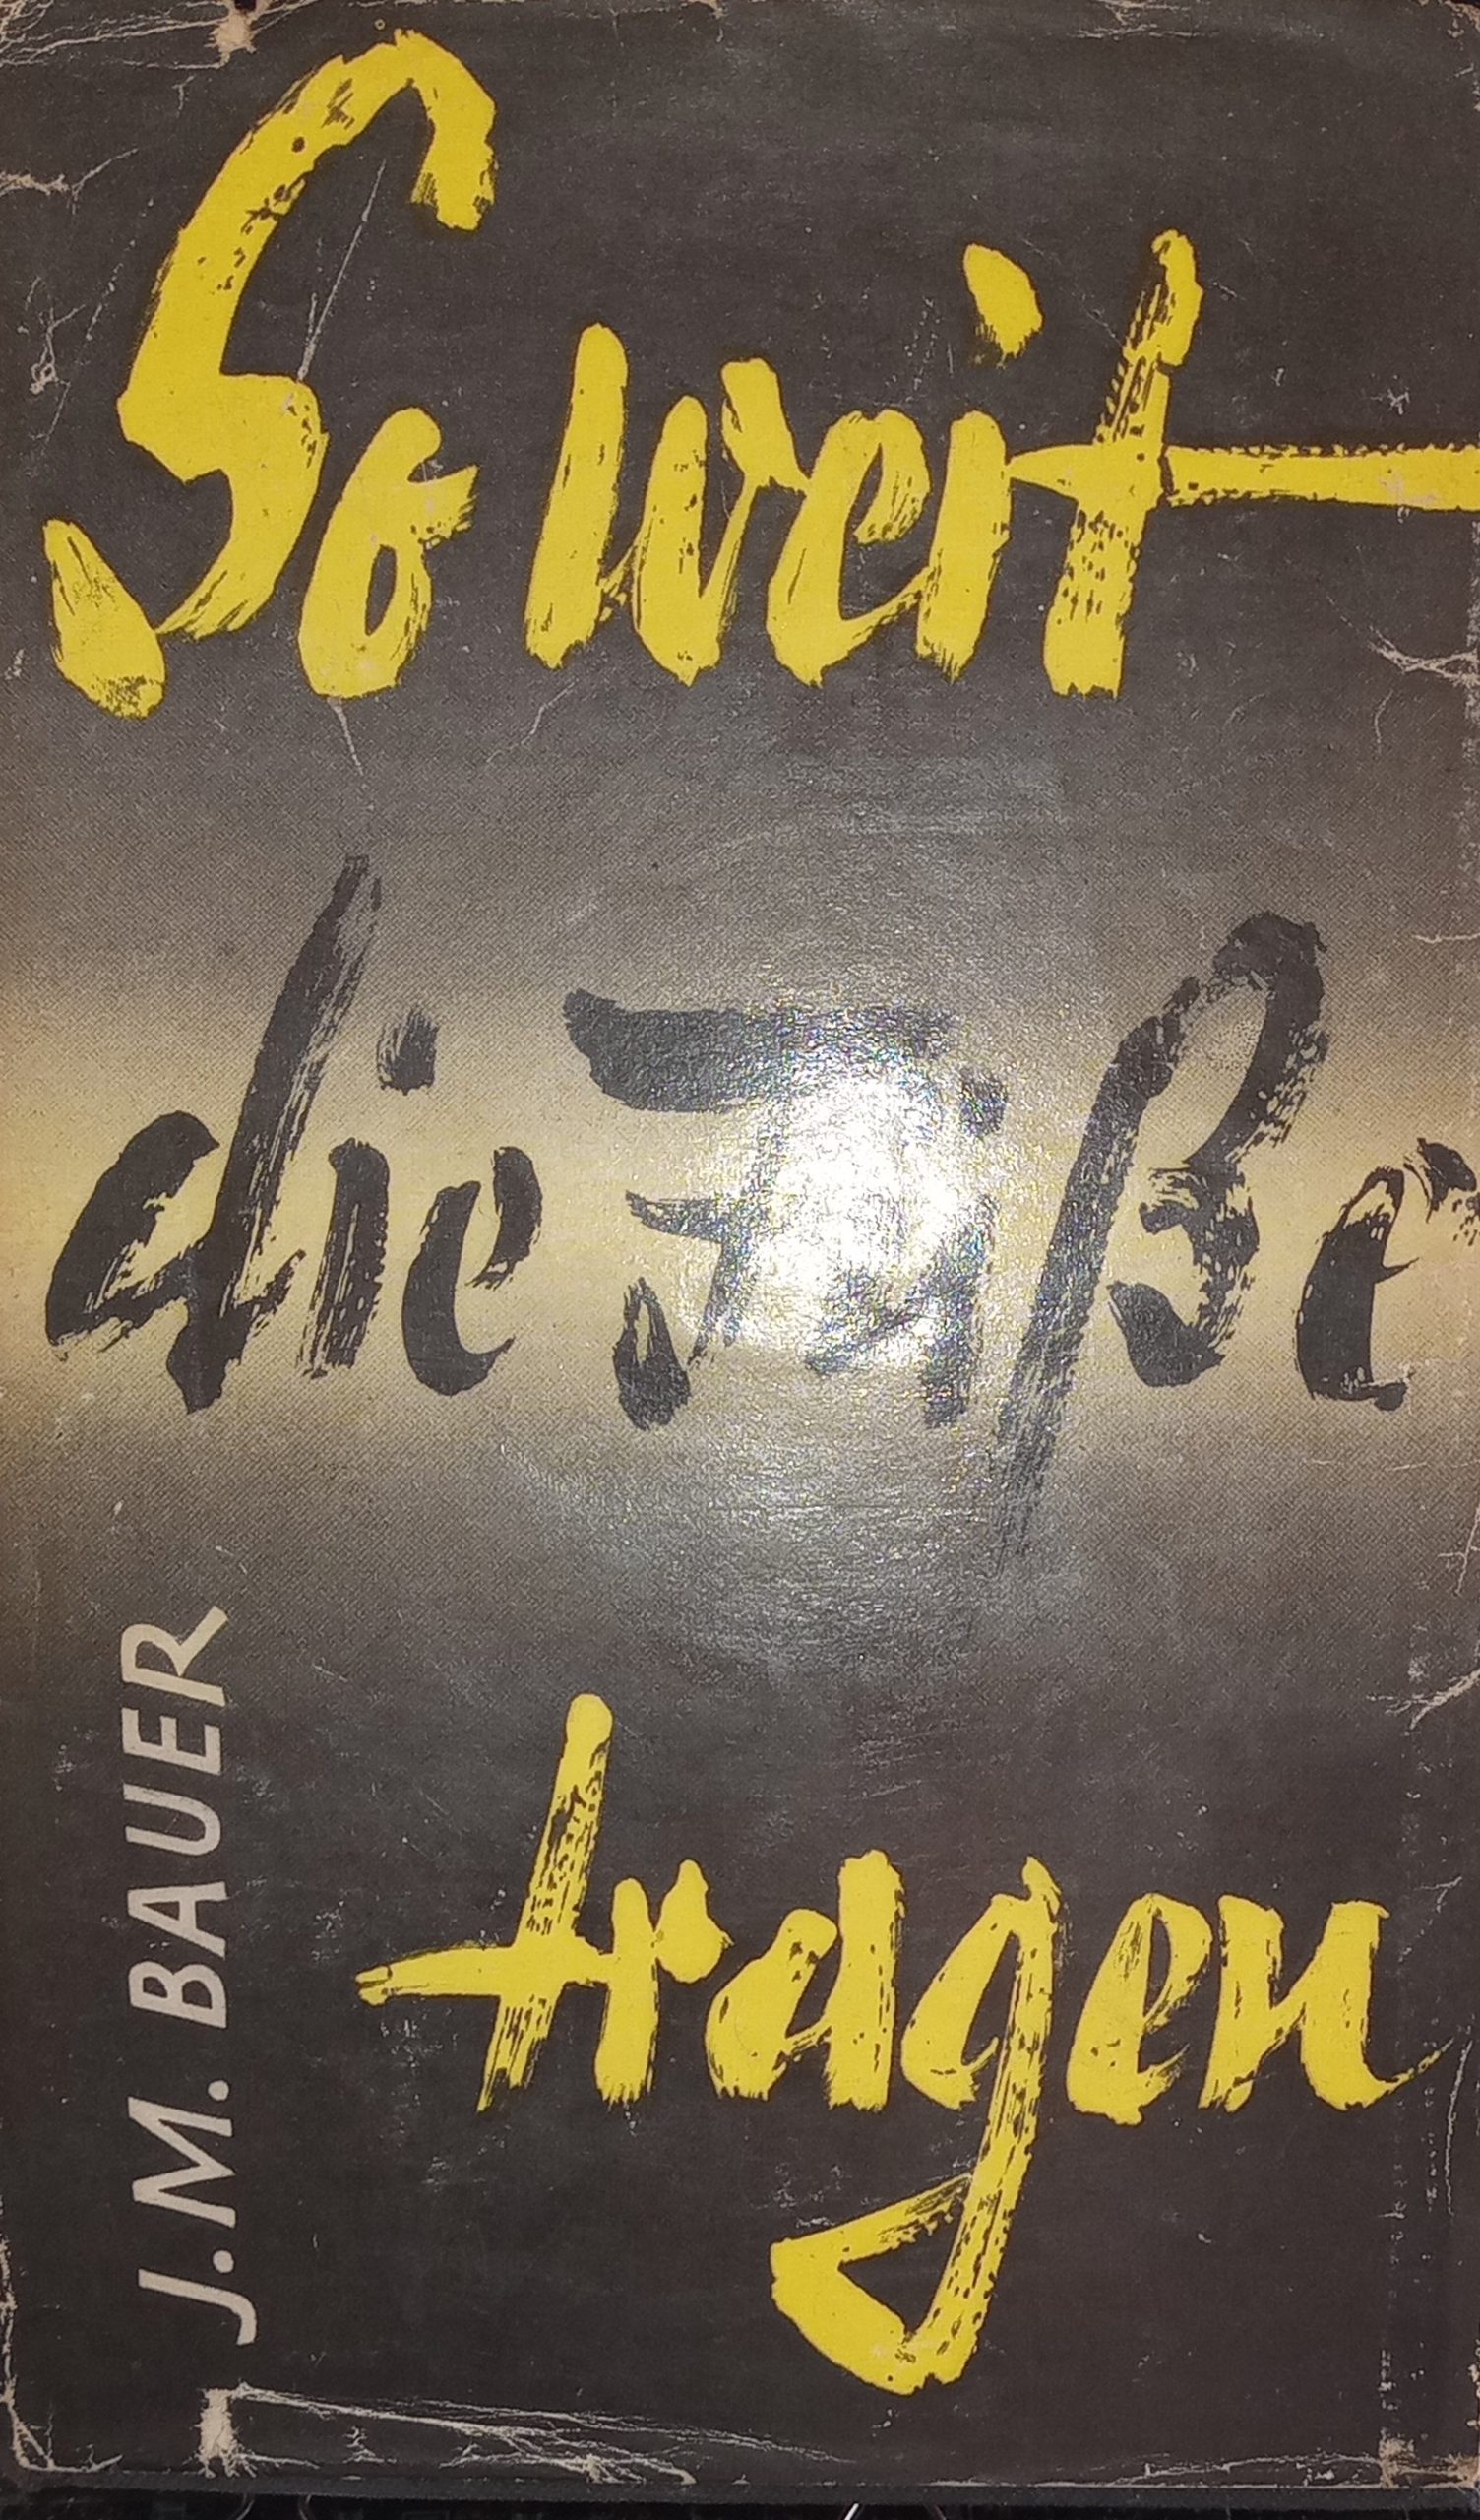 So weit
die Füße
tragen
J. M. BAUER